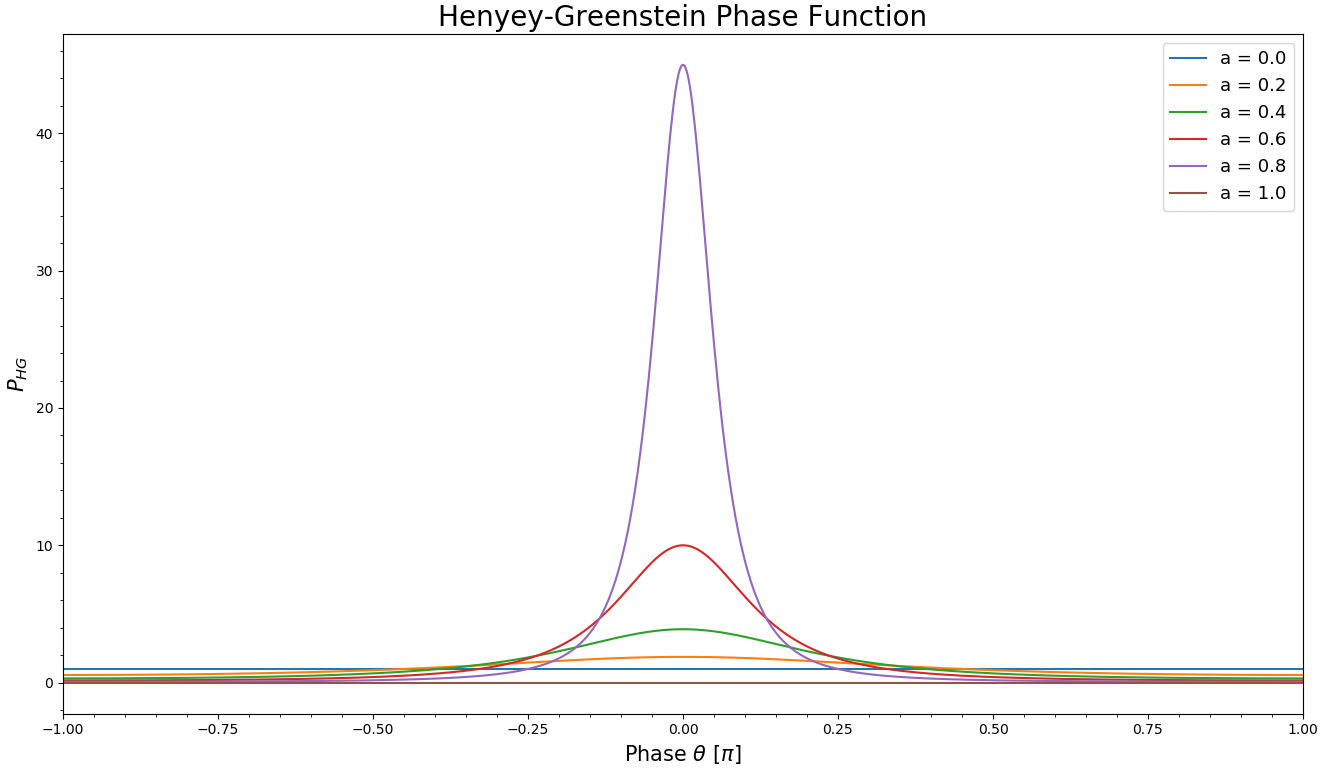 Henyey-Greenstein Phase Function
a = 0.0
a = 0.2
a = 0.4
a = 0.6
a = 0.8
a = 1.0
40
30
20
10
0
P_HG
−1.00 −0.75 −0.50 −0.25 0.00 0.25 0.50 0.75 1.00
Phase θ [π]